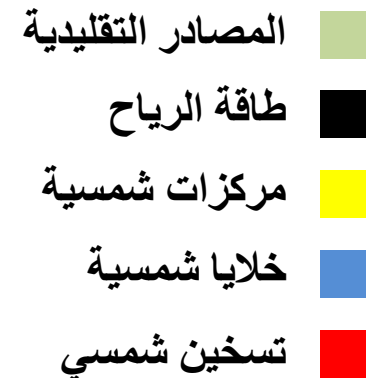 المصادر التقليدية
طاقة الرياح
مركزات شمسية
خلايا شمسية
تسخين شمسي